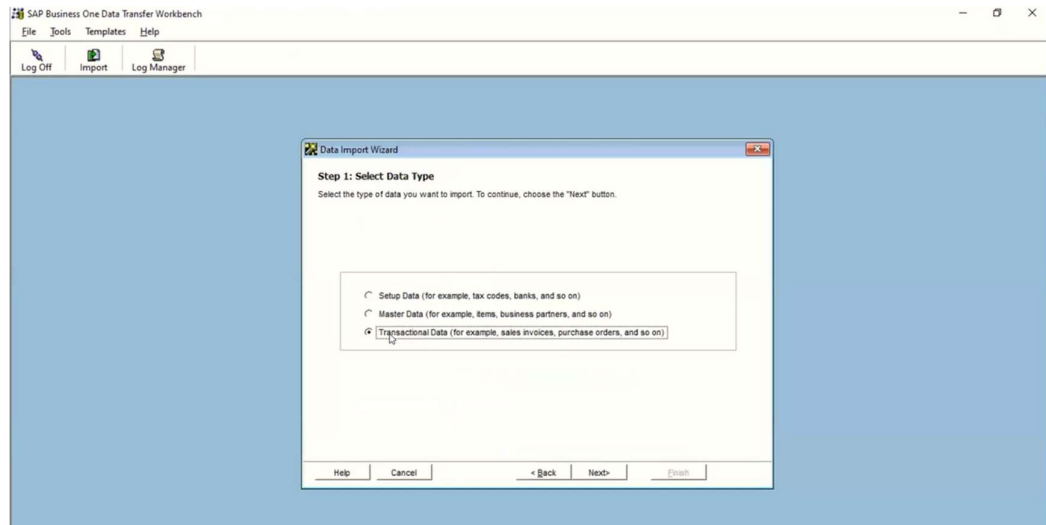 SAP Business One Data Transfer Workbench
File Tools Templates Help
Log Off Import Log Manager
Data Import Wizard
Step 1: Select Data Type
Select the type of data you want to import. To continue, choose the "Next" button.
Setup Data (for example, tax codes, banks, and so on)
Master Data (for example, items, business partners, and so on)
Transactional Data (for example, sales invoices, purchase orders, and so on)
Help Cancel < Back Next> Finish